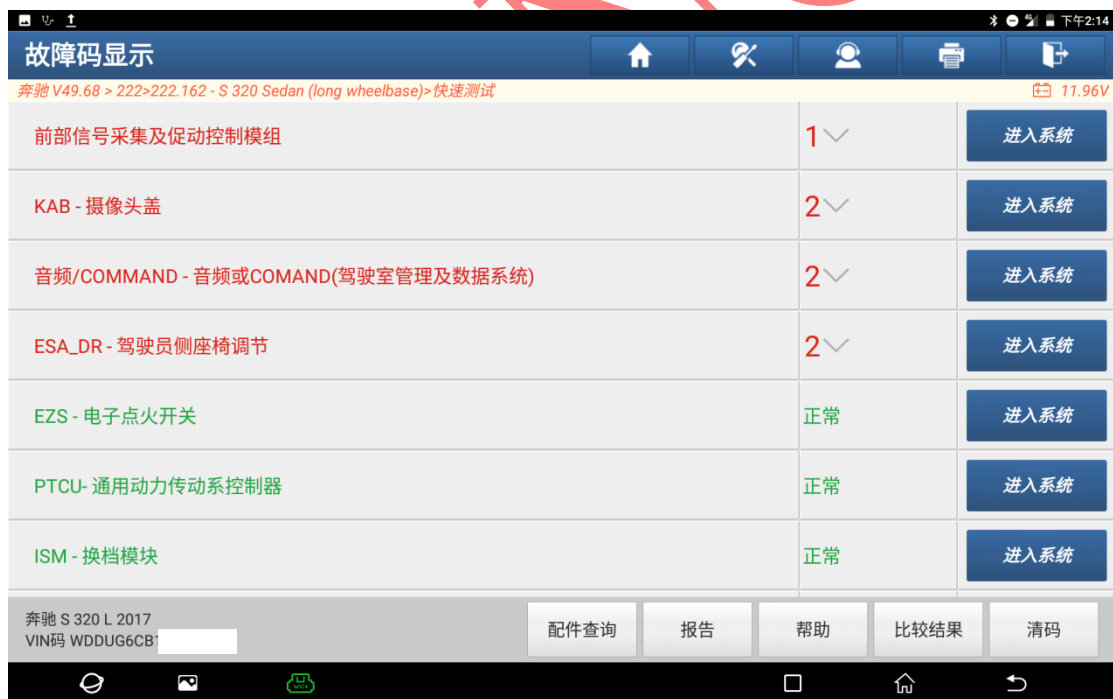 下午2:14
故障码显示
奔驰 V49.68 > 222>222.162 - S 320 Sedan (long wheelbase)>快速测试
11.96V
前部信号采集及促动控制模组 1 进入系统
KAB - 摄像头盖 2 进入系统
音频/COMMAND - 音频或COMAND(驾驶室管理及数据系统) 2 进入系统
ESA_DR - 驾驶员侧座椅调节 2 进入系统
EZS - 电子点火开关 正常 进入系统
PTCU- 通用动力传动系控制器 正常 进入系统
ISM - 换档模块 正常 进入系统
奔驰 S 320 L 2017
VIN码 WDDUG6CB
配件查询 报告 帮助 比较结果 清码
VCI